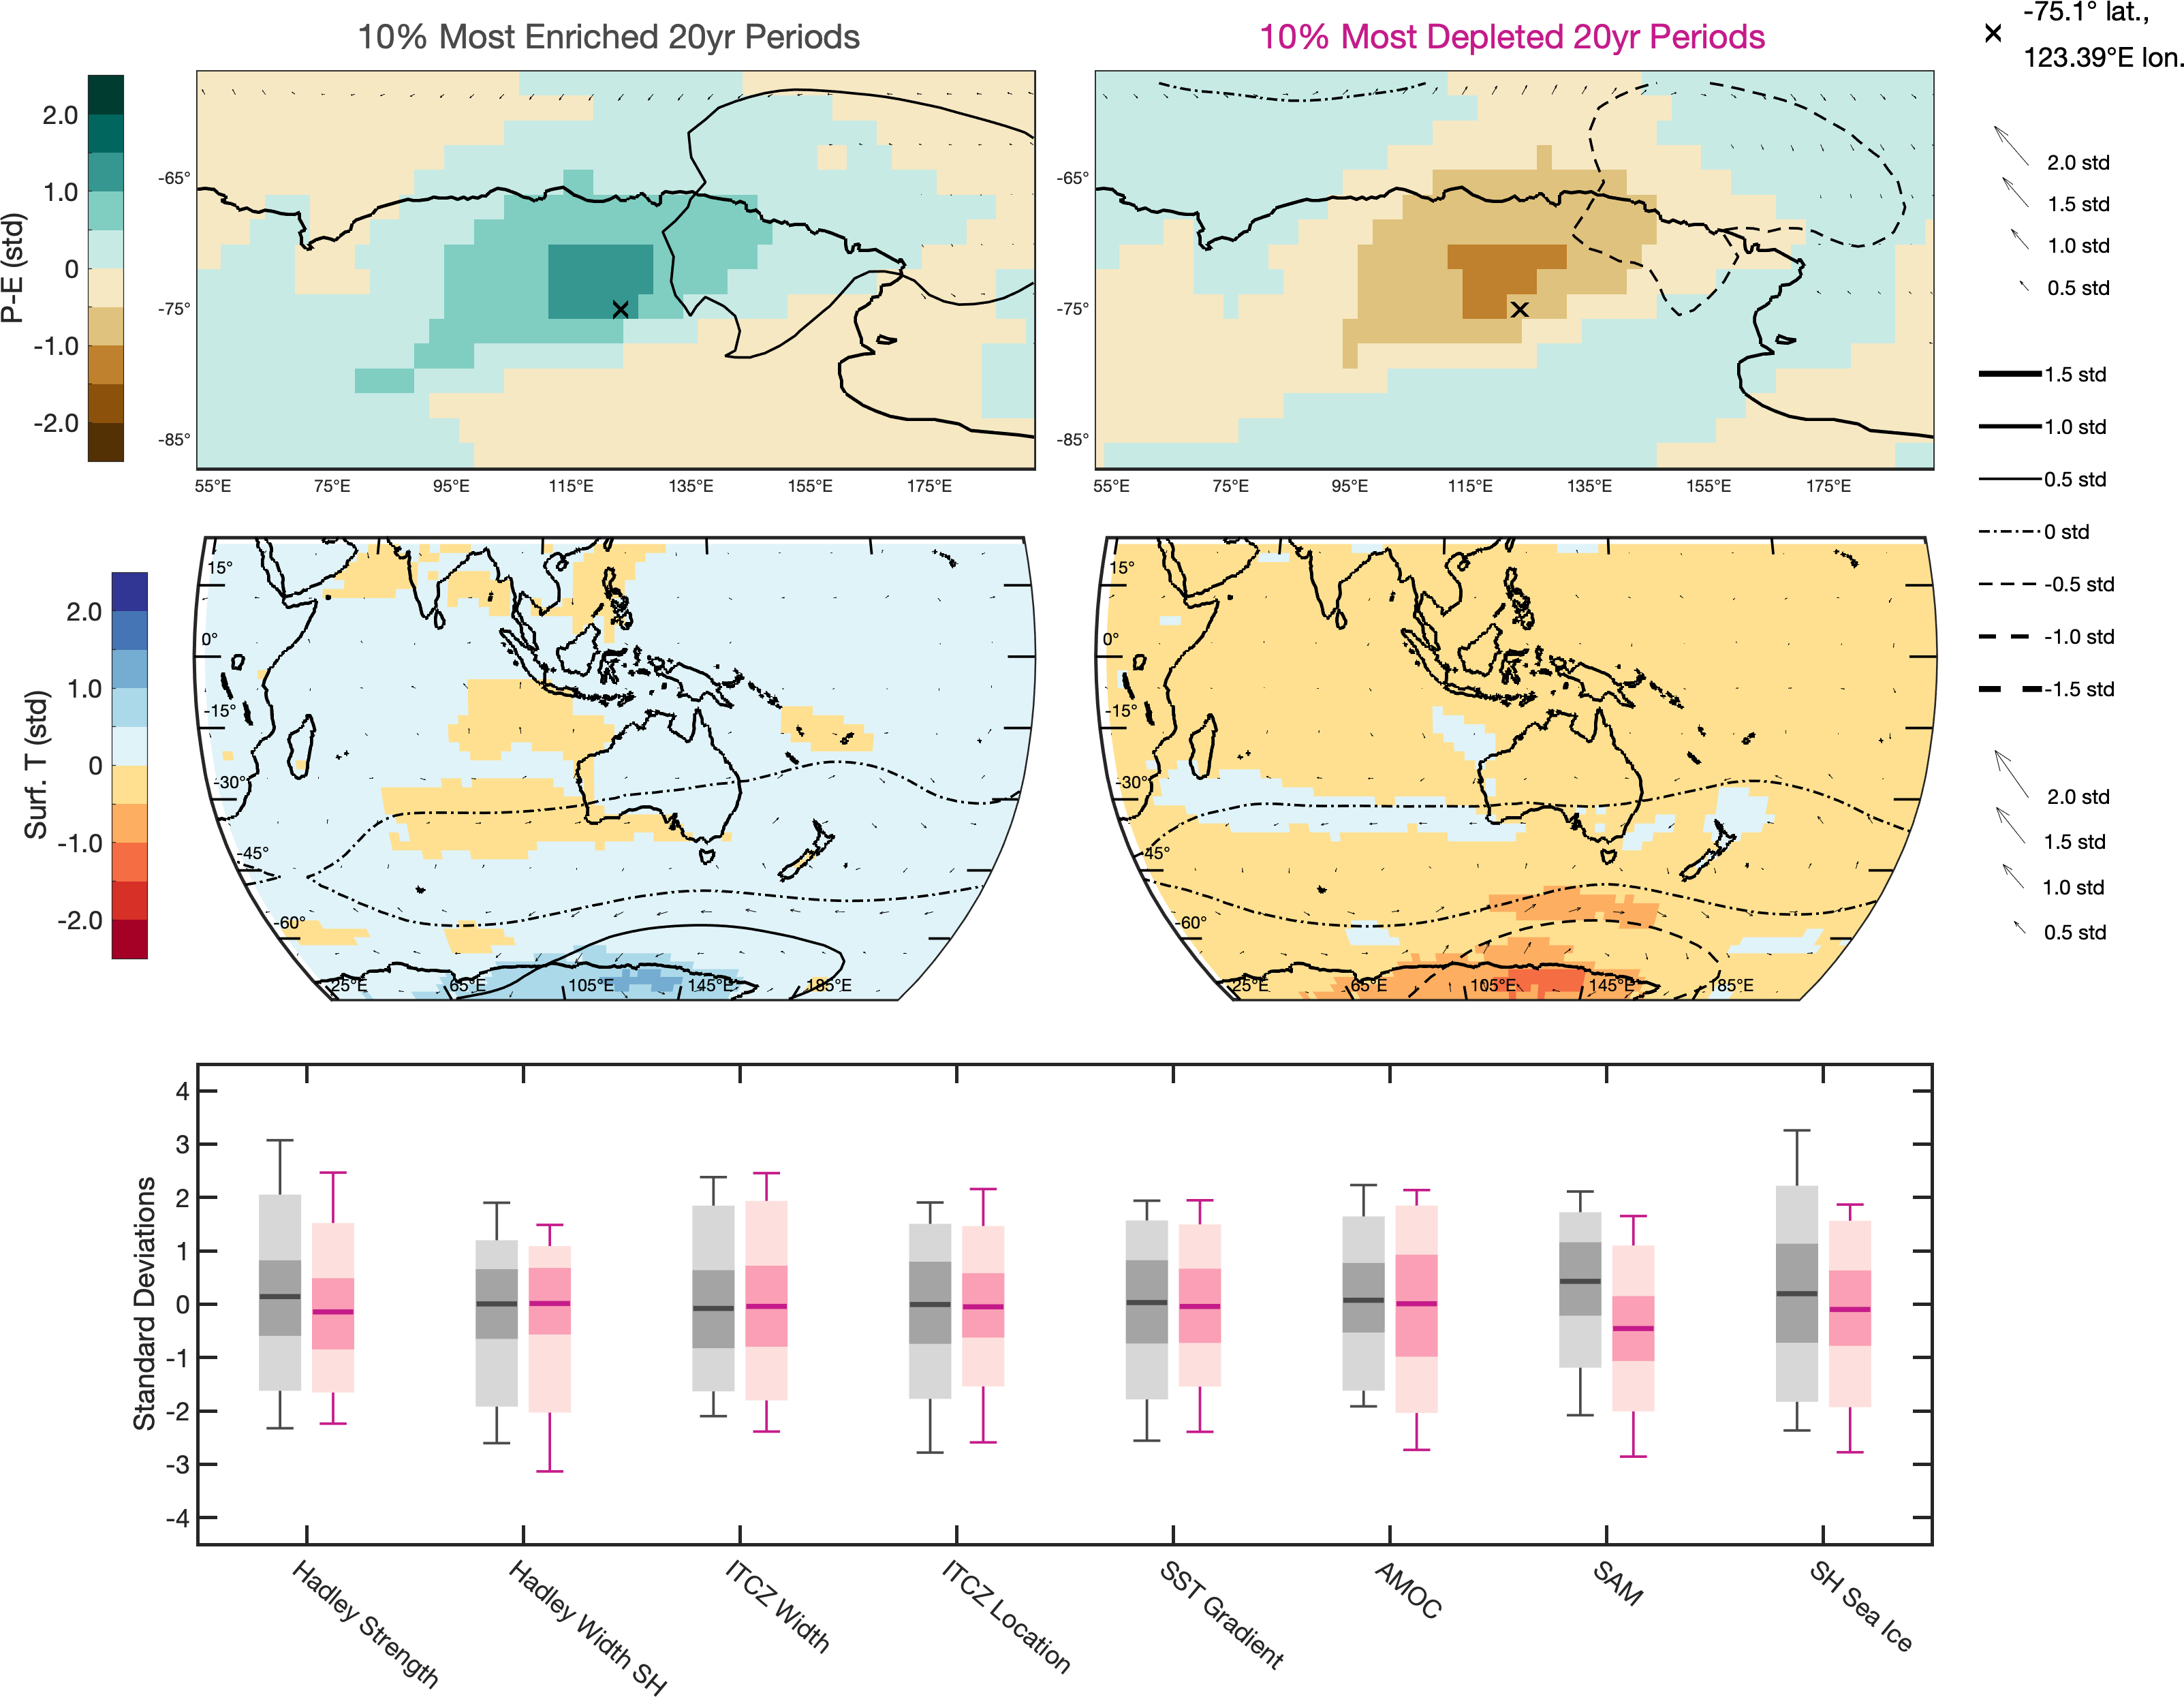 10% Most Enriched 20yr Periods
10% Most Depleted 20yr Periods
-75.1° lat.,
123.39°E lon.
P-E (std)
2.0
1.0
0
-1.0
-2.0
-65°
-75°
-85°
55°E 75°E 95°E 115°E 135°E 155°E 175°E
-65°
-75°
-85°
55°E 75°E 95°E 115°E 135°E 155°E 175°E
2.0 std
1.5 std
1.0 std
0.5 std
1.5 std
1.0 std
0.5 std
0 std
-0.5 std
-1.0 std
-1.5 std
2.0 std
1.5 std
1.0 std
0.5 std
Surf. T (std)
2.0
1.0
0
-1.0
-2.0
15°
0°
-15°
-30°
-45°
-60°
25°E 65°E 105°E 145°E 185°E
15°
0°
-15°
-30°
-45°
-60°
25°E 65°E 105°E 145°E 185°E
Standard Deviations
4
3
2
1
0
-1
-2
-3
-4
Hadley Strength
Hadley Width SH
ITCZ Width
ITCZ Location
SST Gradient
AMOC
SAM
SH Sea Ice